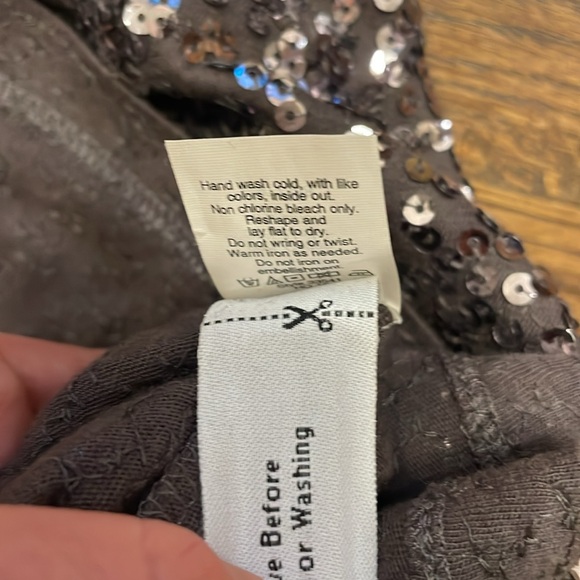 Hand wash cold, with like
colors, inside out.
Non chlorine bleach only.
Reshape and
lay flat to dry.
Do not wring or twist.
Warm iron as needed.
Do not iron on
embellishment.
ve Before
or Washing